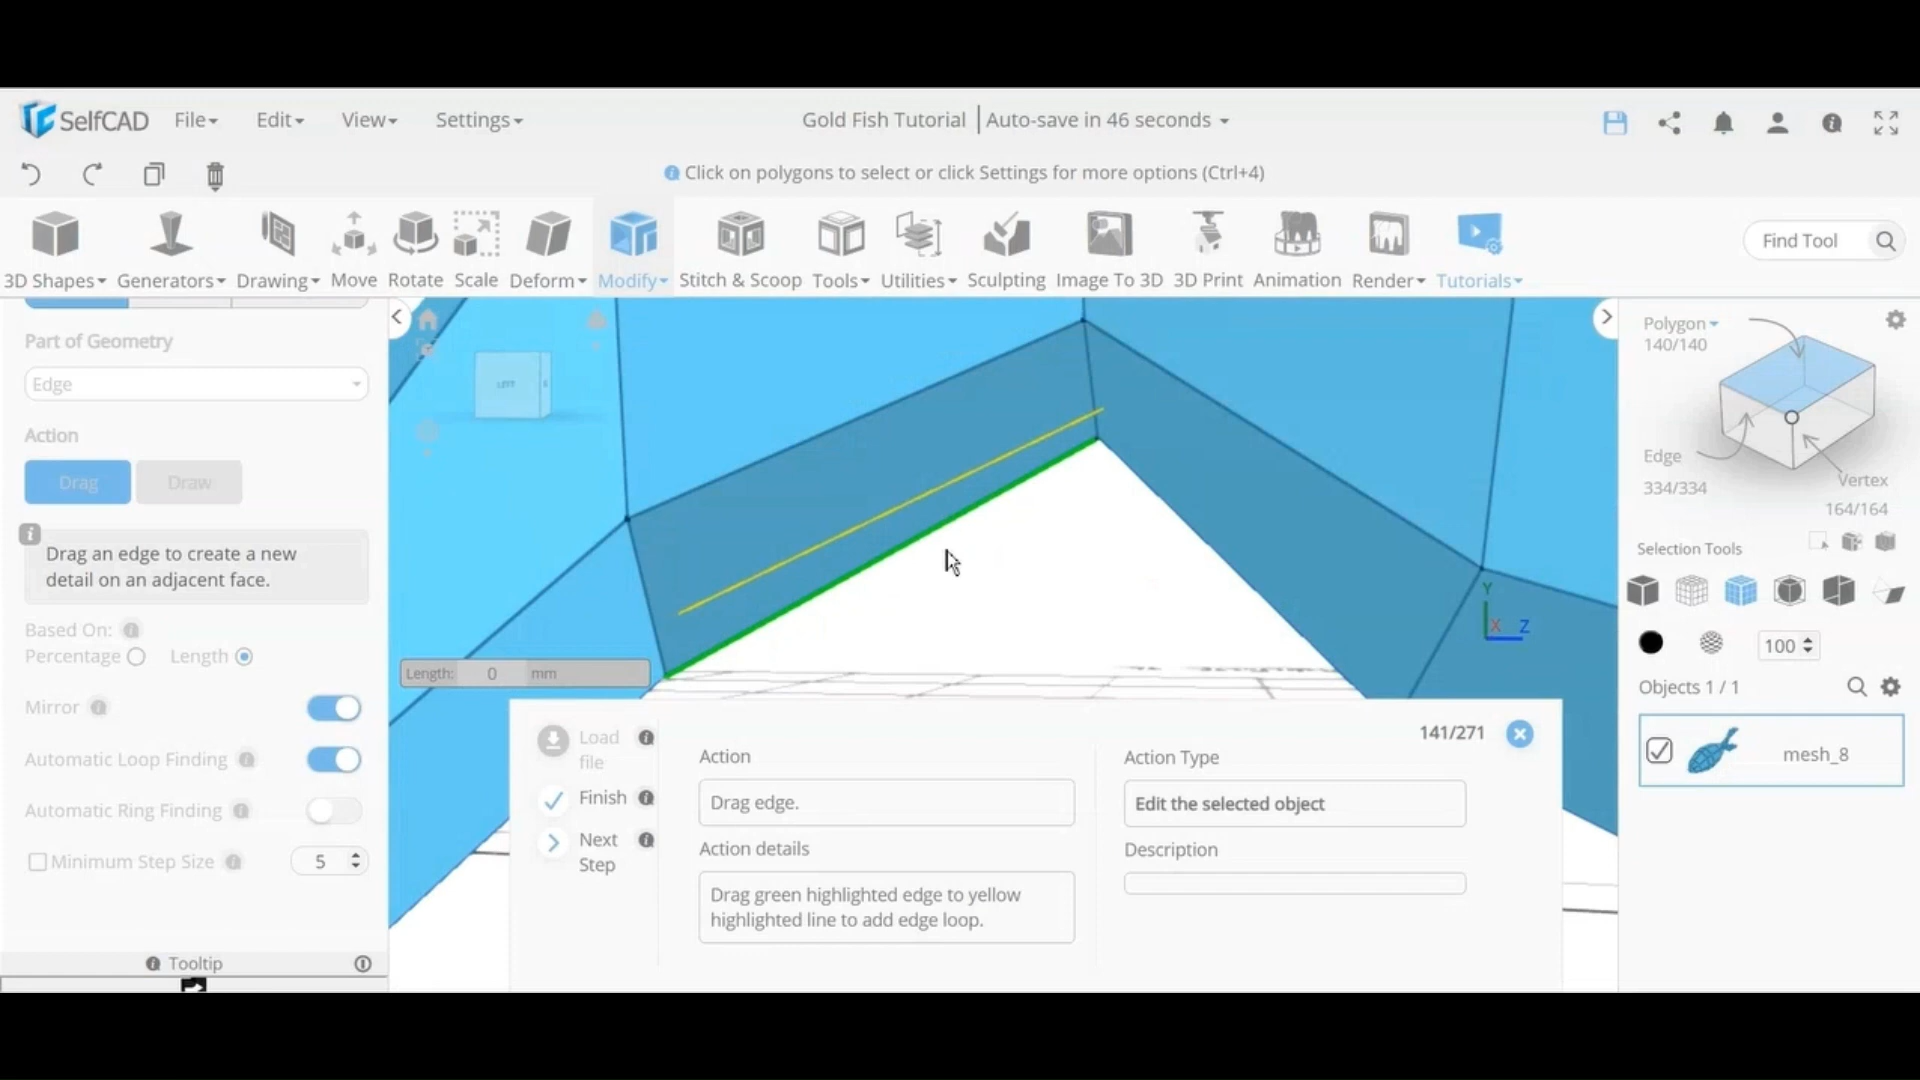 SelfCAD
File
Edit
View
Settings
Gold Fish Tutorial
Auto-save in 46 seconds
Click on polygons to select or click Settings for more options (Ctrl+4)
3D Shapes
Generators
Drawing
Move
Rotate
Scale
Deform
Modify
Stitch & Scoop
Tools
Utilities
Sculpting
Image To 3D
3D Print
Animation
Render
Tutorials
Find Tool
Part of Geometry
Edge
Action
Drag
Draw
Drag an edge to create a new
detail on an adjacent face.
Based On:
Percentage
Length
Mirror
Automatic Loop Finding
Automatic Ring Finding
Minimum Step Size
5
Tooltip
LEFT
Length: 0 mm
Y
X
Z
Load
file
Finish
Next
Step
Action
Drag edge.
Action details
Drag green highlighted edge to yellow
highlighted line to add edge loop.
141/271
Action Type
Edit the selected object
Description
Polygon
140/140
Edge
334/334
Vertex
164/164
Selection Tools
100
Objects 1 / 1
mesh_8